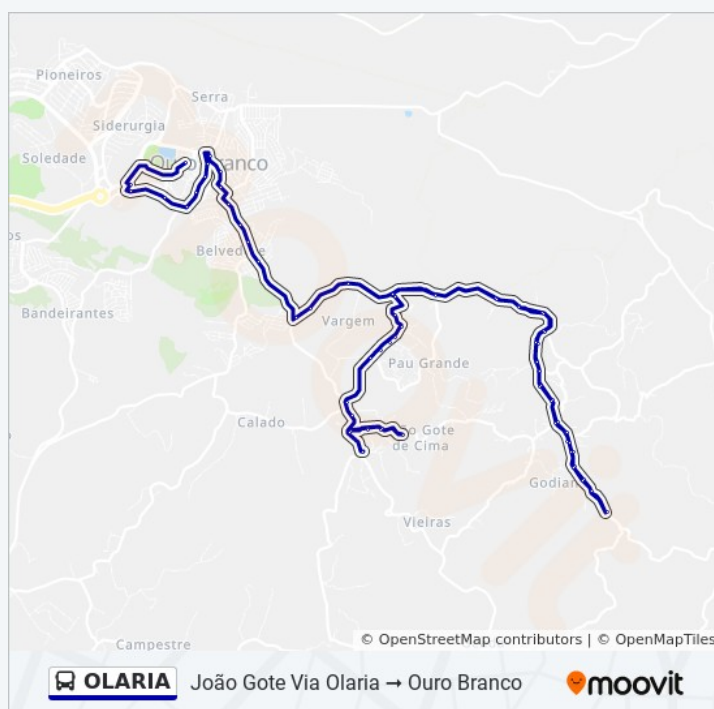 Pioneiros
Serra
Siderurgia
Soledade
Ouro Branco
Belvedere
Bandeirantes
Vargem
Pau Grande
Calado
João Gote
de Cima
Vieiras
Campestre
© OpenStreetMap contributors | © OpenMapTiles
OLARIA João Gote Via Olaria → Ouro Branco moovit